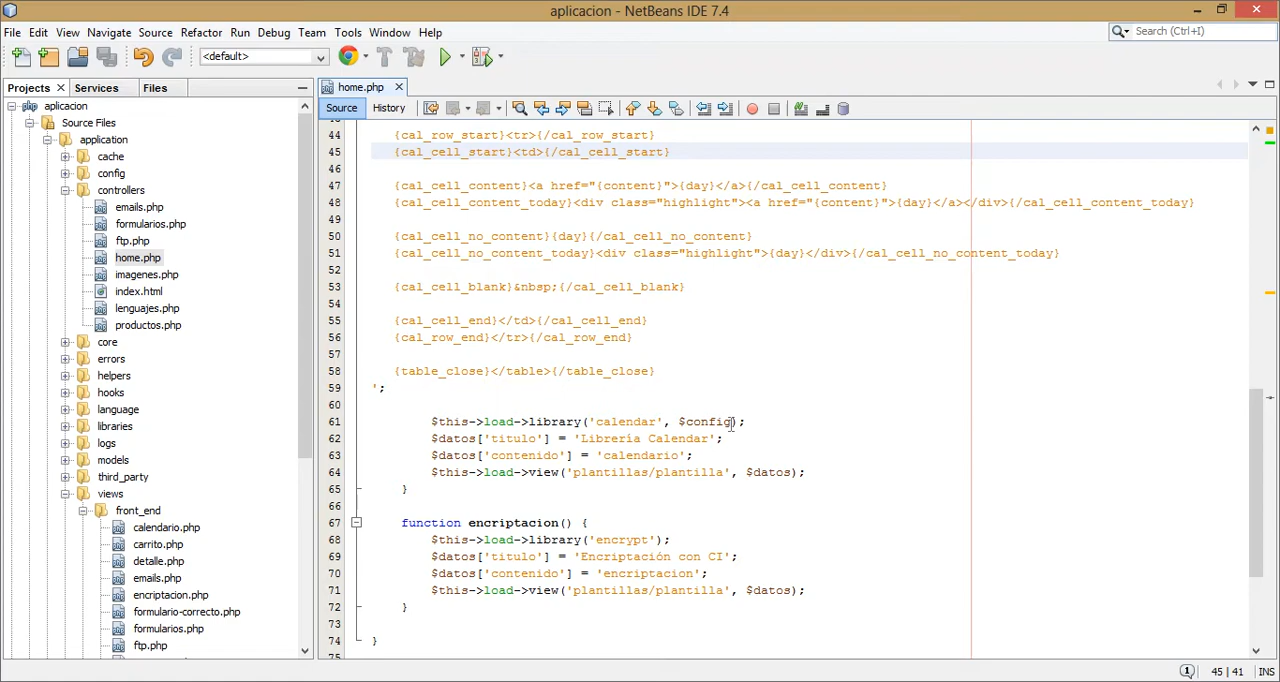 aplicacion - NetBeans IDE 7.4
File Edit View Navigate Source Refactor Run Debug Team Tools Window Help
Search (Ctrl+I)
<default>
Projects Services Files
home.php
Source History
aplicacion
Source Files
application
cache
config
controllers
emails.php
formularios.php
ftp.php
home.php
imagenes.php
index.html
lenguajes.php
productos.php
core
errors
helpers
hooks
language
libraries
logs
models
third_party
views
front_end
calendario.php
carrito.php
detalle.php
emails.php
encriptacion.php
formulario-correcto.php
formularios.php
ftp.php
44 {cal_row_start}<tr>{/cal_row_start}
45 {cal_cell_start}<td>{/cal_cell_start}
46
47 {cal_cell_content}<a href="{content}">{day}</a>{/cal_cell_content}
48 {cal_cell_content_today}<div class="highlight"><a href="{content}">{day}</a></div>{/cal_cell_content_today}
49
50 {cal_cell_no_content}{day}{/cal_cell_no_content}
51 {cal_cell_no_content_today}<div class="highlight">{day}</div>{/cal_cell_no_content_today}
52
53 {cal_cell_blank}&nbsp;{/cal_cell_blank}
54
55 {cal_cell_end}</td>{/cal_cell_end}
56 {cal_row_end}</tr>{/cal_row_end}
57
58 {table_close}</table>{/table_close}
59 ';
60
61 $this->load->library('calendar', $config);
62 $datos['titulo'] = 'Librería Calendar';
63 $datos['contenido'] = 'calendario';
64 $this->load->view('plantillas/plantilla', $datos);
65 }
66
67 function encriptacion() {
68 $this->load->library('encrypt');
69 $datos['titulo'] = 'Encriptación con CI';
70 $datos['contenido'] = 'encriptacion';
71 $this->load->view('plantillas/plantilla', $datos);
72 }
73
74 }
45 | 41 INS